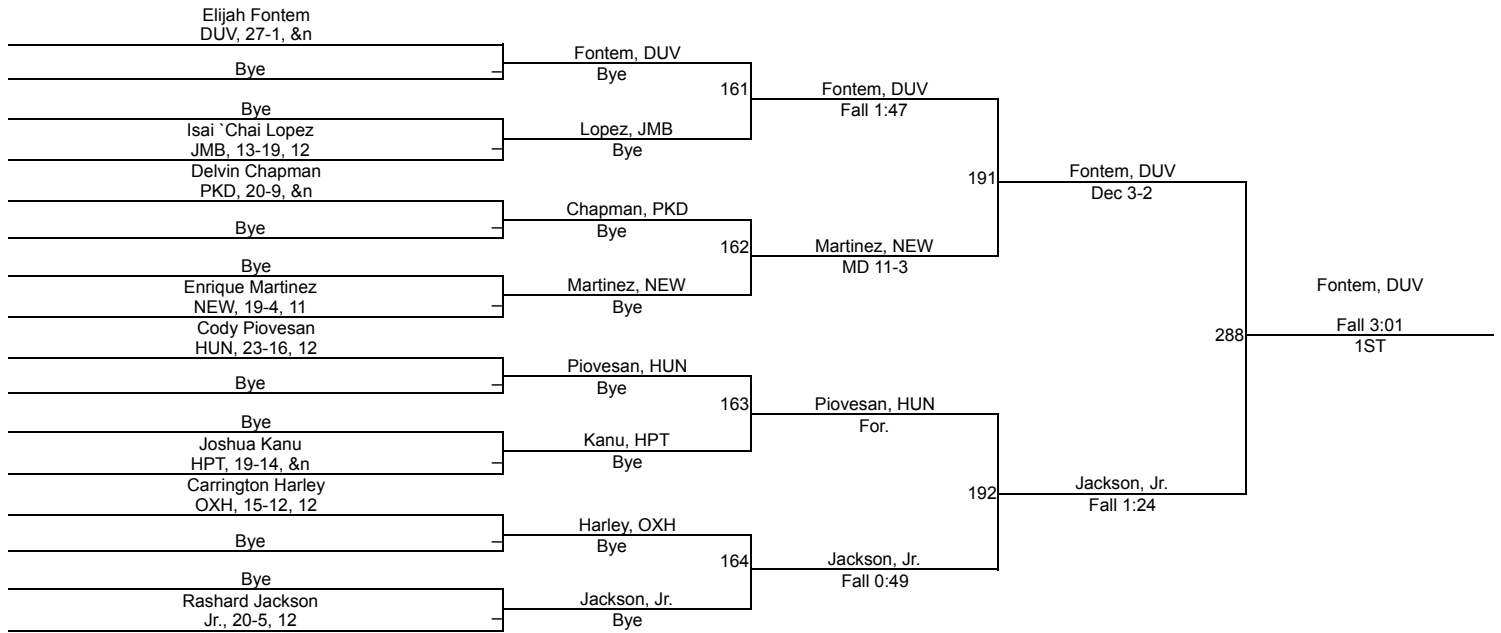 Elijah Fontem
DUV, 27-1, &n
Bye
Bye
Isai `Chai Lopez
JMB, 13-19, 12
Delvin Chapman
PKD, 20-9, &n
Bye
Bye
Enrique Martinez
NEW, 19-4, 11
Cody Piovesan
HUN, 23-16, 12
Bye
Bye
Joshua Kanu
HPT, 19-14, &n
Carrington Harley
OXH, 15-12, 12
Bye
Bye
Rashard Jackson
Jr., 20-5, 12
Fontem, DUV
Bye
161
Lopez, JMB
Bye
Chapman, PKD
Bye
162
Martinez, NEW
Bye
Piovesan, HUN
Bye
163
Kanu, HPT
Bye
Harley, OXH
Bye
164
Jackson, Jr.
Bye
Fontem, DUV
Fall 1:47
191
Martinez, NEW
MD 11-3
Piovesan, HUN
For.
192
Jackson, Jr.
Fall 0:49
Fontem, DUV
Dec 3-2
288
Jackson, Jr.
Fall 1:24
Fontem, DUV
Fall 3:01
1ST